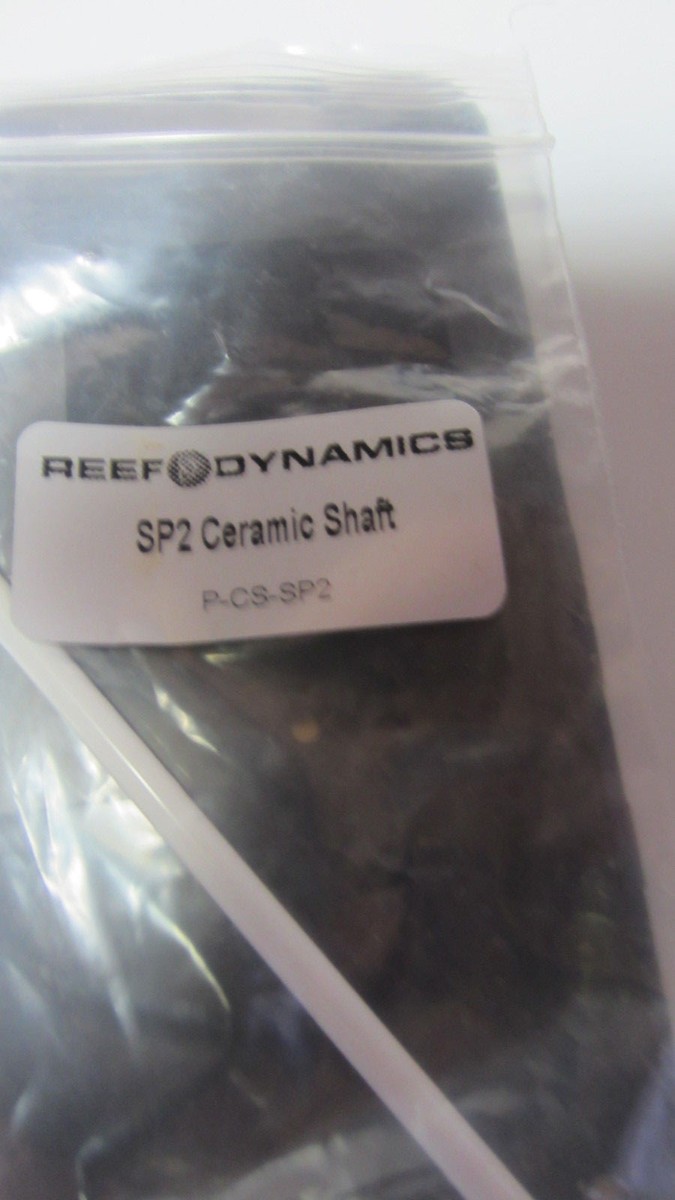 REEF DYNAMICS
SP2 Ceramic Shaft
P-CS-SP2